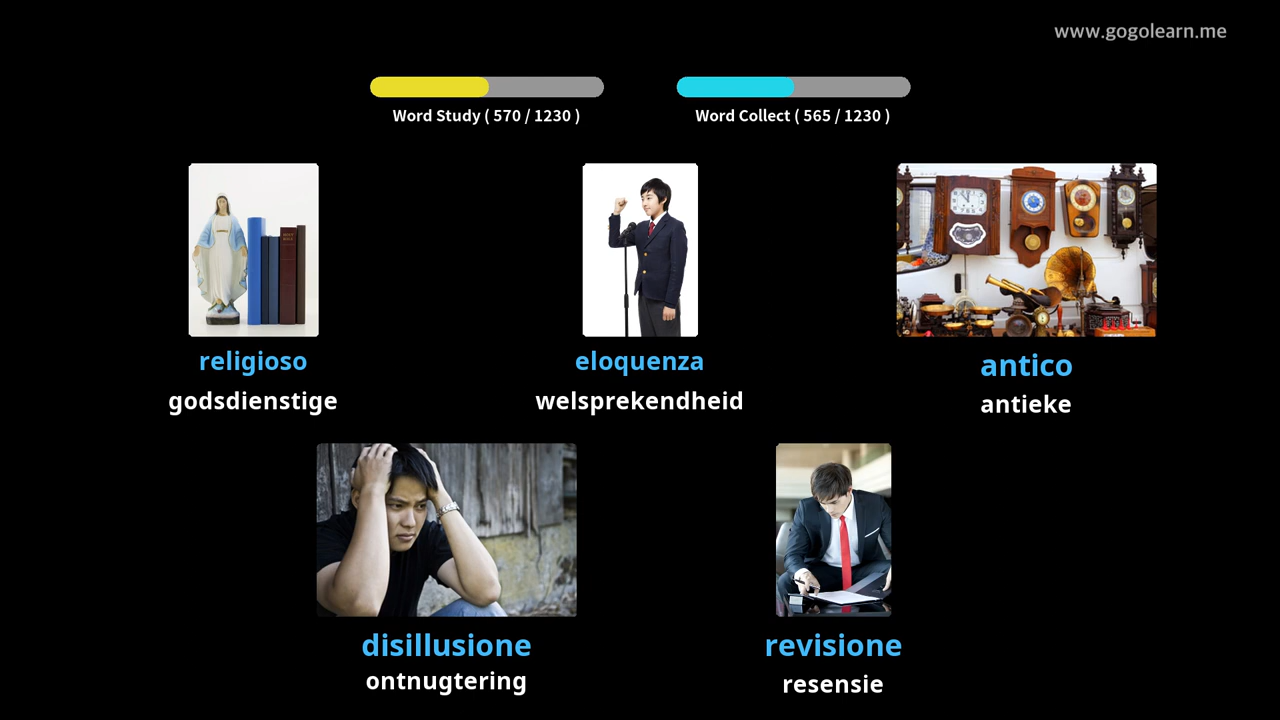 www.gogolearn.me
Word Study ( 570 / 1230 )
Word Collect ( 565 / 1230 )
religioso
godsdienstige
eloquenza
welsprekendheid
antico
antieke
disillusione
ontnugtering
revisione
resensie